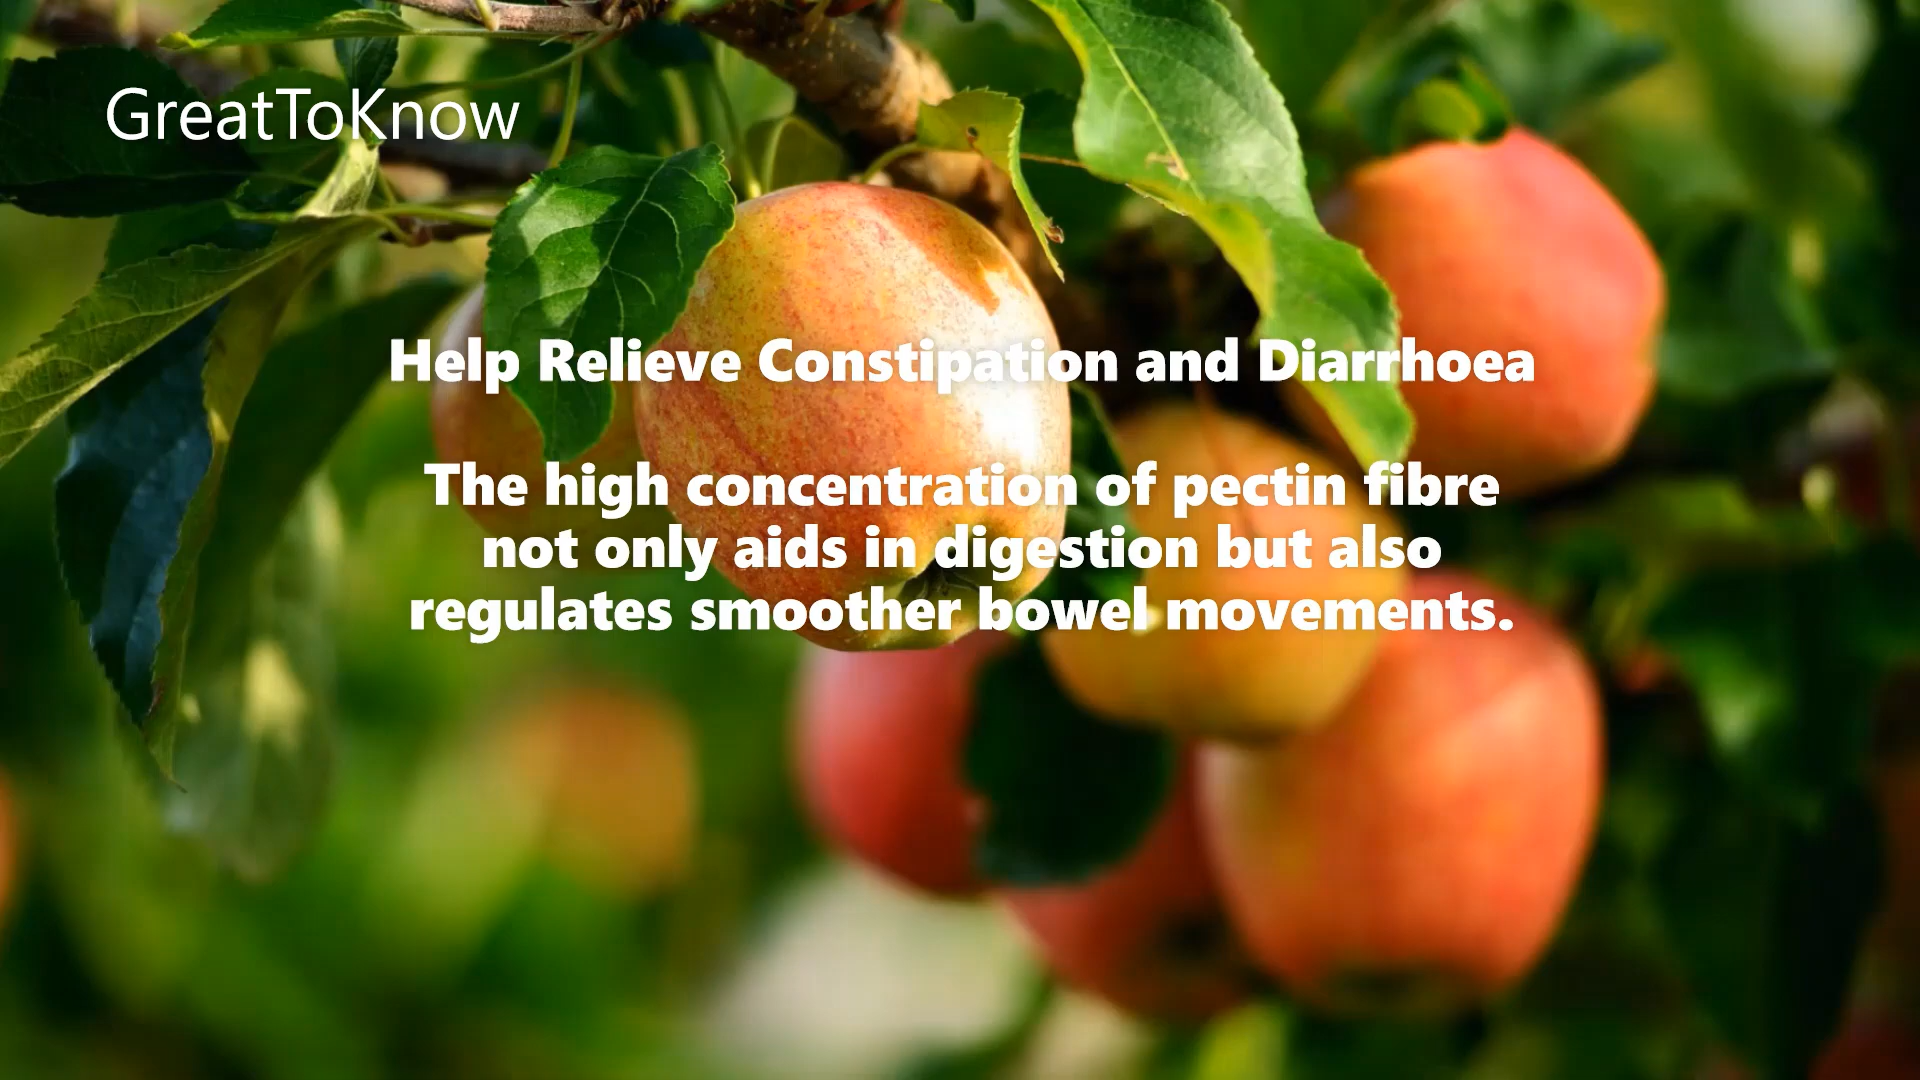 GreatToKnow
Help Relieve Constipation and Diarrhoea
The high concentration of pectin fibre
not only aids in digestion but also
regulates smoother bowel movements.